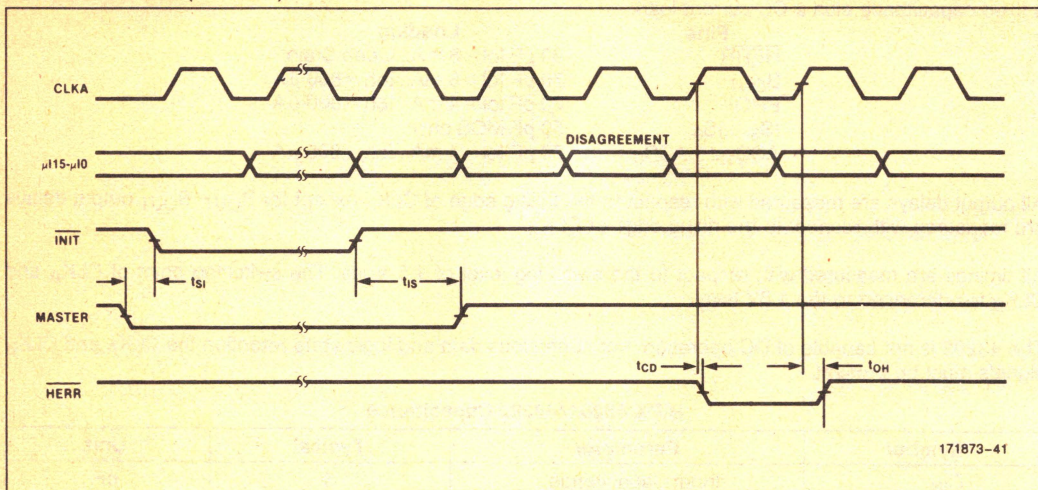 CLKA
DISAGREEMENT
μI15-μI0
INIT
tSI
tIS
MASTER
tCD
tOH
HERR
171873-41